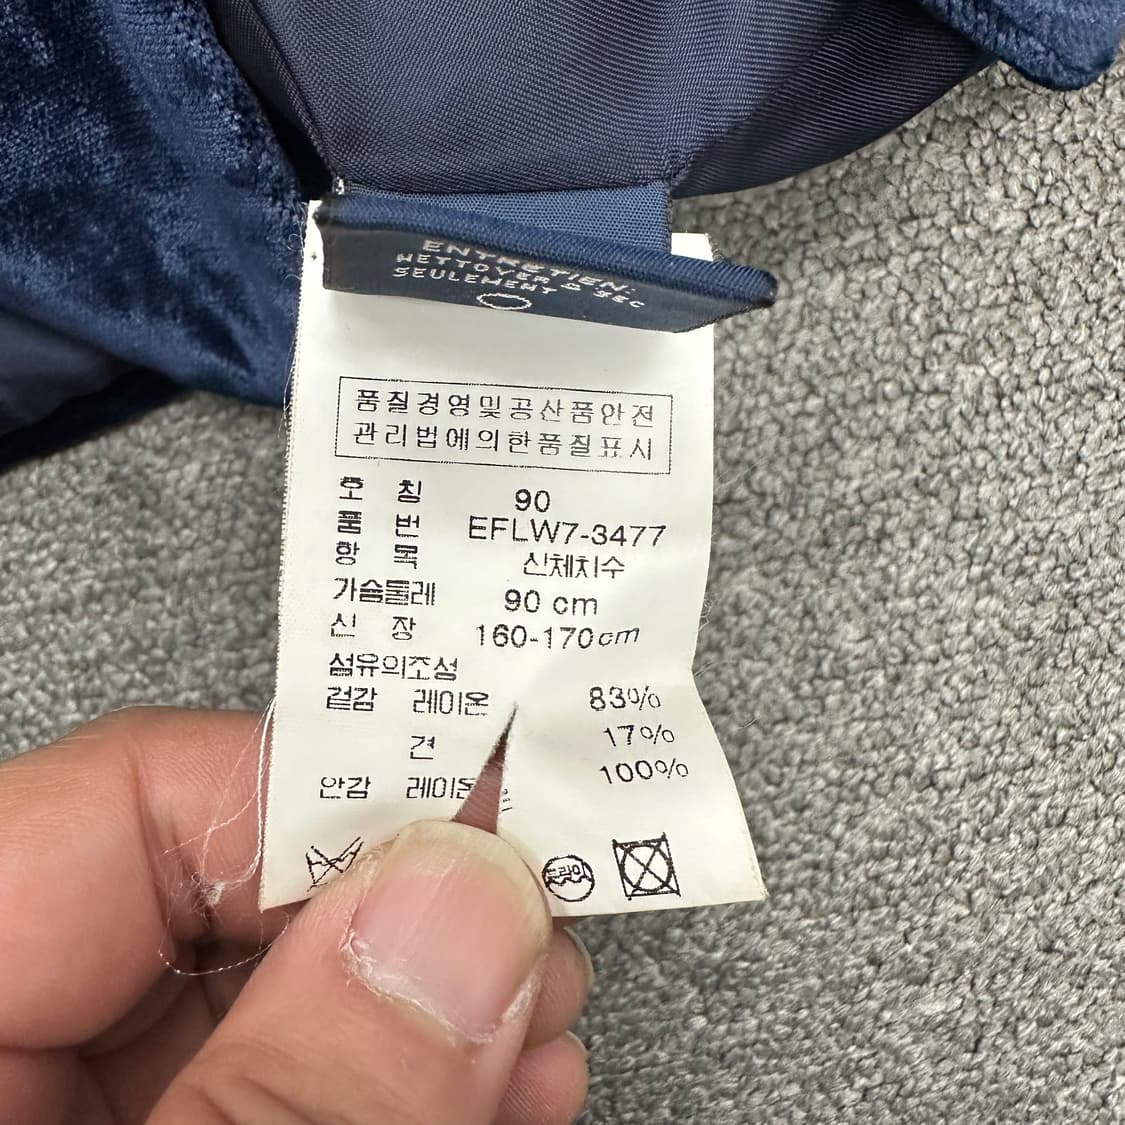 ENTRETIEN:
NETTOYER À SEC
SEULEMENT
품질경영및공산품안전
관리법에의한품질표시
호 칭 90
품 번 EFLW7-3477
항 목 신체치수
가슴둘레 90 cm
신 장 160-170cm
섬유의조성
겉감 레이온 83%
견 17%
안감 레이온 100%
드라이